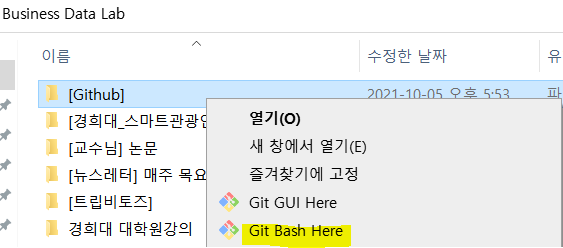 Business Data Lab
이름 수정한 날짜 유
[Github] 2021-10-05 오후 5:53 파
[경희대_스마트관광인
열기(O)
[교수님] 논문
새 창에서 열기(E)
[뉴스레터] 매주 목요
즐겨찾기에 고정
[트립비토즈]
Git GUI Here
경희대 대학원강의
Git Bash Here